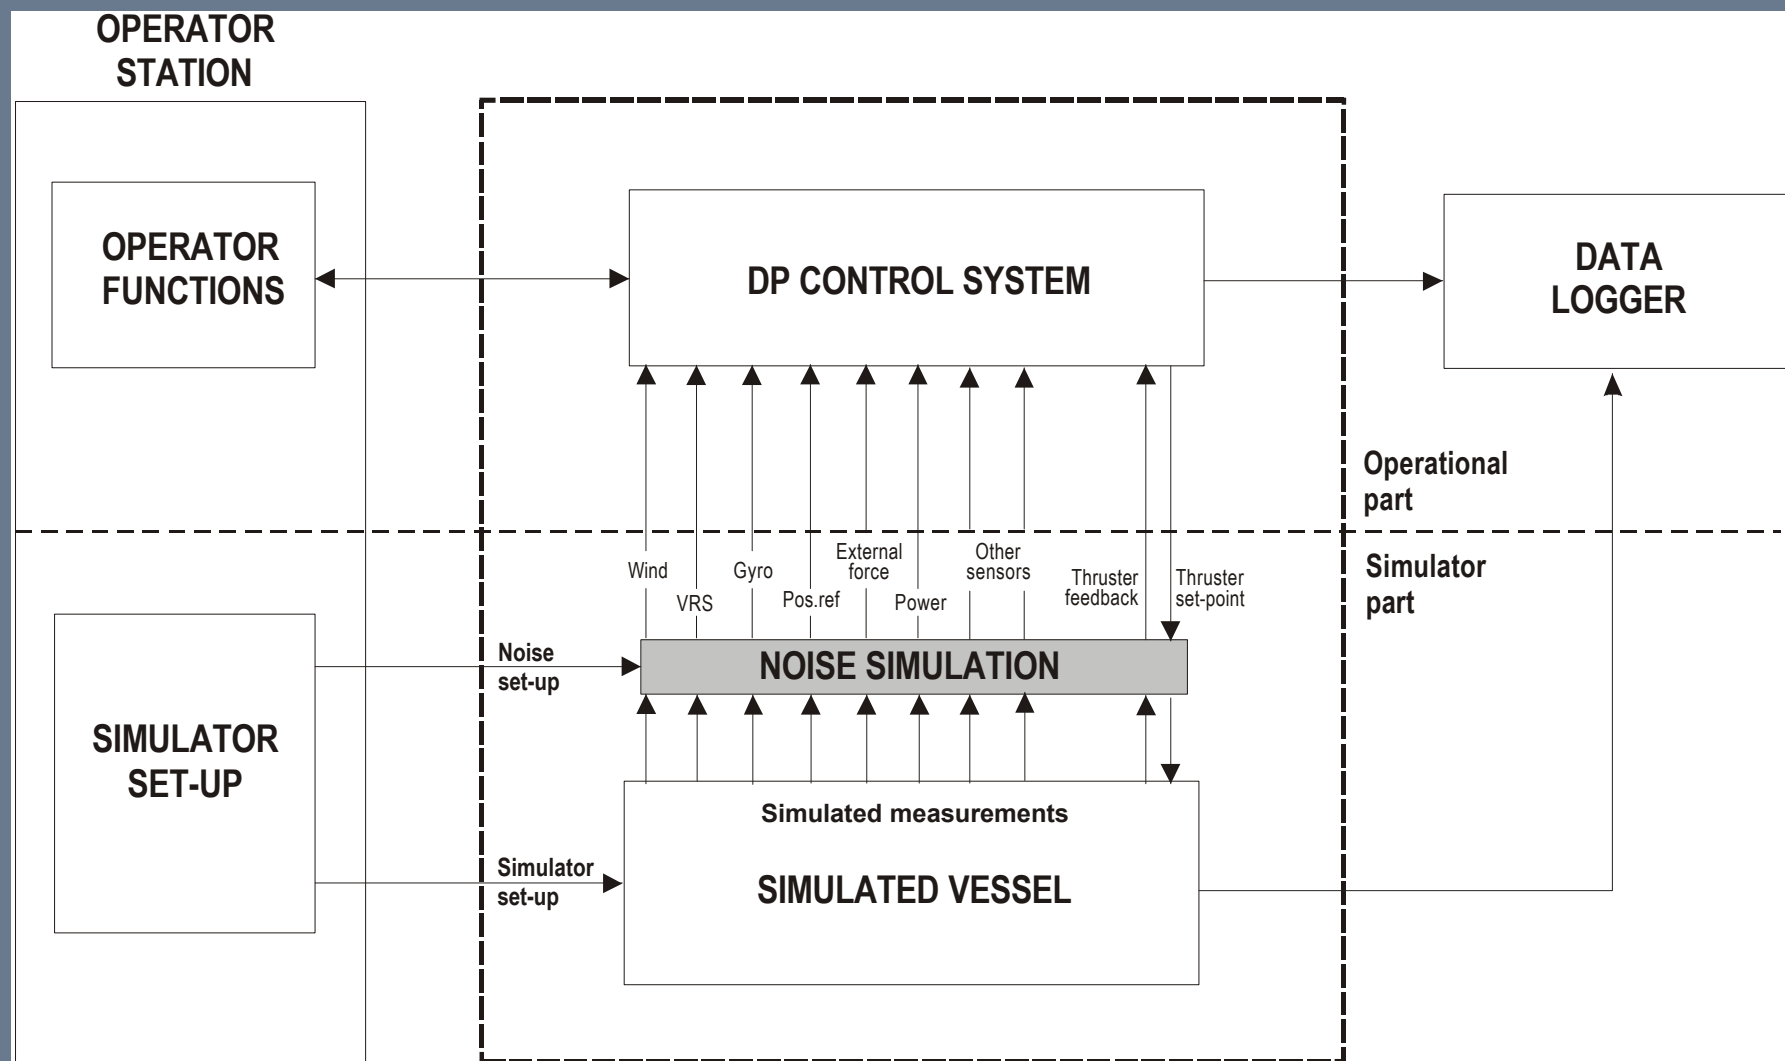 OPERATOR
STATION
OPERATOR
FUNCTIONS
DP CONTROL SYSTEM
DATA
LOGGER
Operational
part
Simulator
part
Wind
VRS
Gyro
Pos.ref
External
force
Power
Other
sensors
Thruster
feedback
Thruster
set-point
Noise
set-up
NOISE SIMULATION
SIMULATOR
SET-UP
Simulated measurements
Simulator
set-up
SIMULATED VESSEL